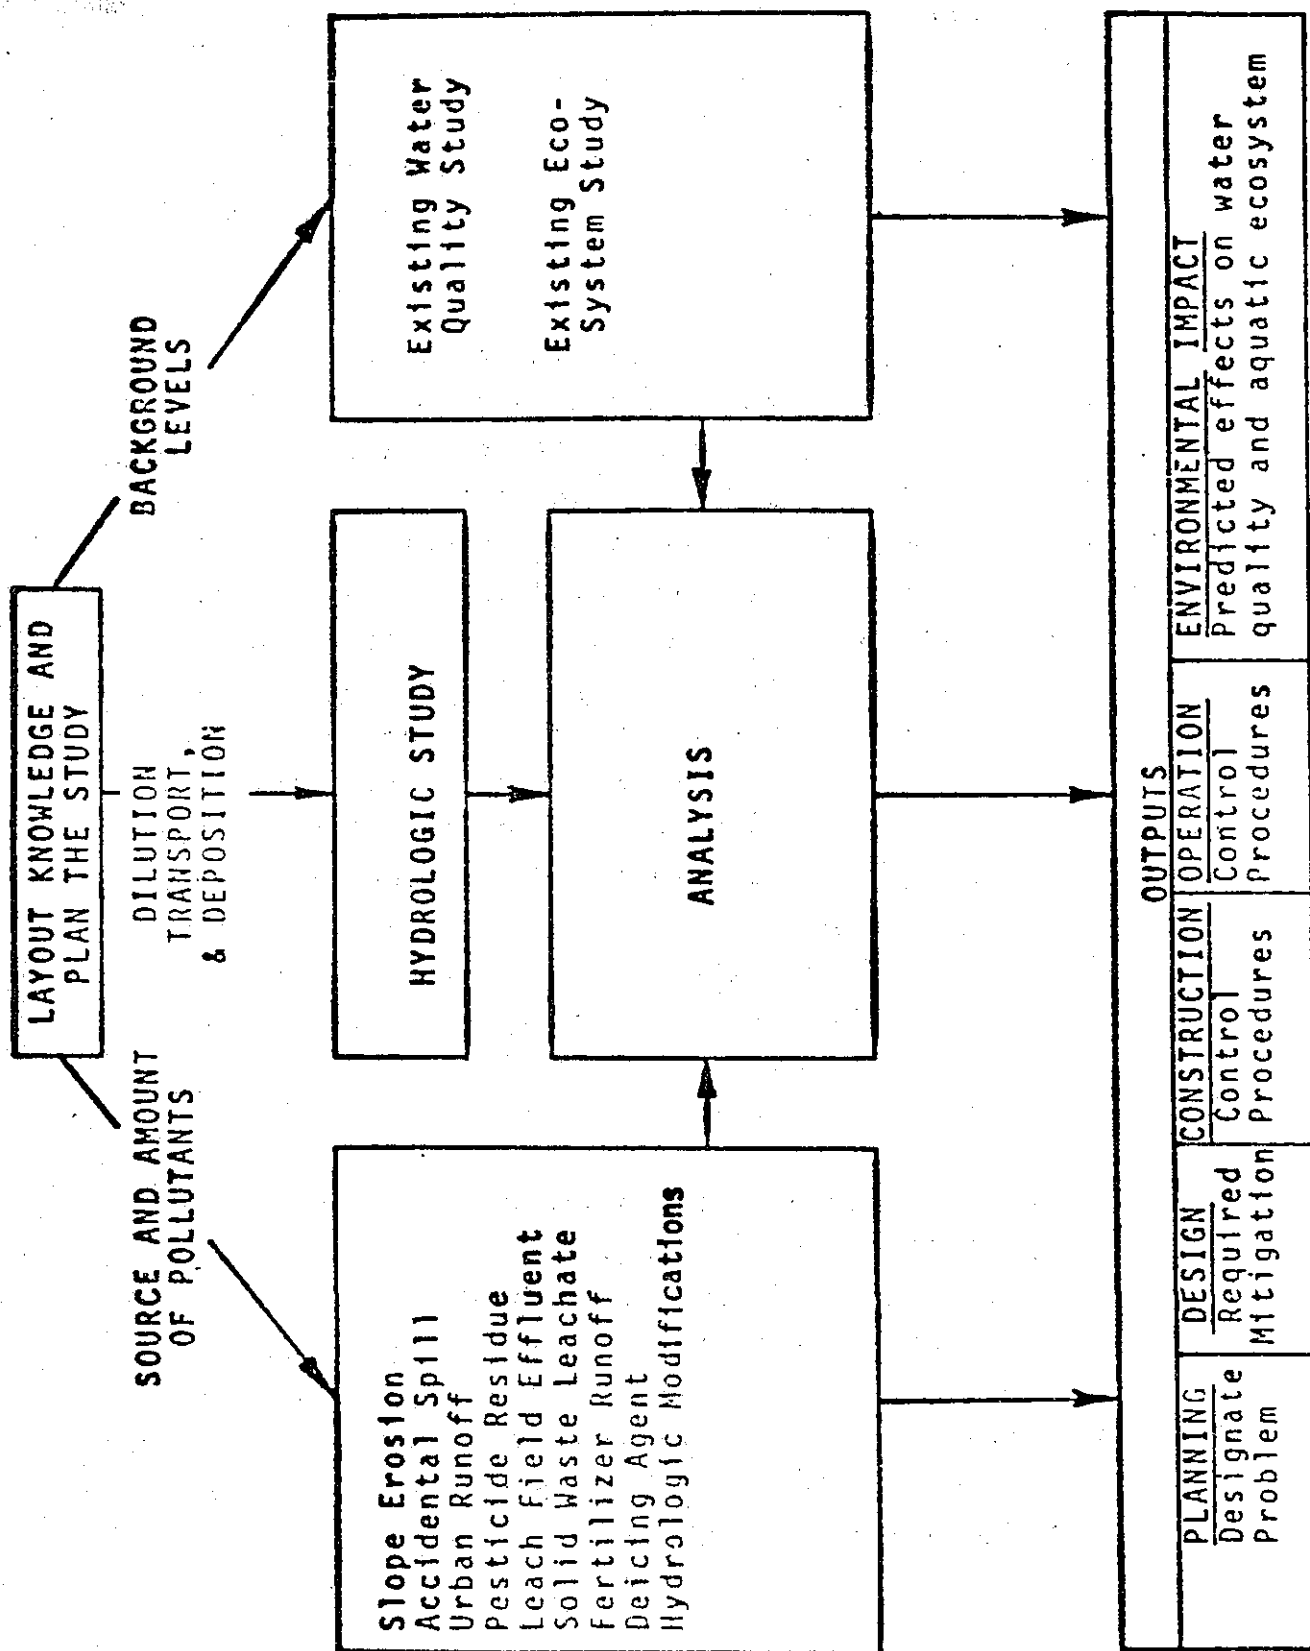 LAYOUT KNOWLEDGE AND
PLAN THE STUDY
SOURCE AND AMOUNT
OF POLLUTANTS
DILUTION
TRANSPORT,
& DEPOSITION
BACKGROUND
LEVELS
Slope Erosion
Accidental Spill
Urban Runoff
Pesticide Residue
Leach Field Effluent
Solid Waste Leachate
Fertilizer Runoff
Deicing Agent
Hydrologic Modifications
HYDROLOGIC STUDY
ANALYSIS
Existing Water
Quality Study
Existing Eco-
System Study
OUTPUTS
PLANNING
Designate
Problem
DESIGN
Required
Mitigation
CONSTRUCTION
Control
Procedures
OPERATION
Control
Procedures
ENVIRONMENTAL IMPACT
Predicted effects on water
quality and aquatic ecosystem